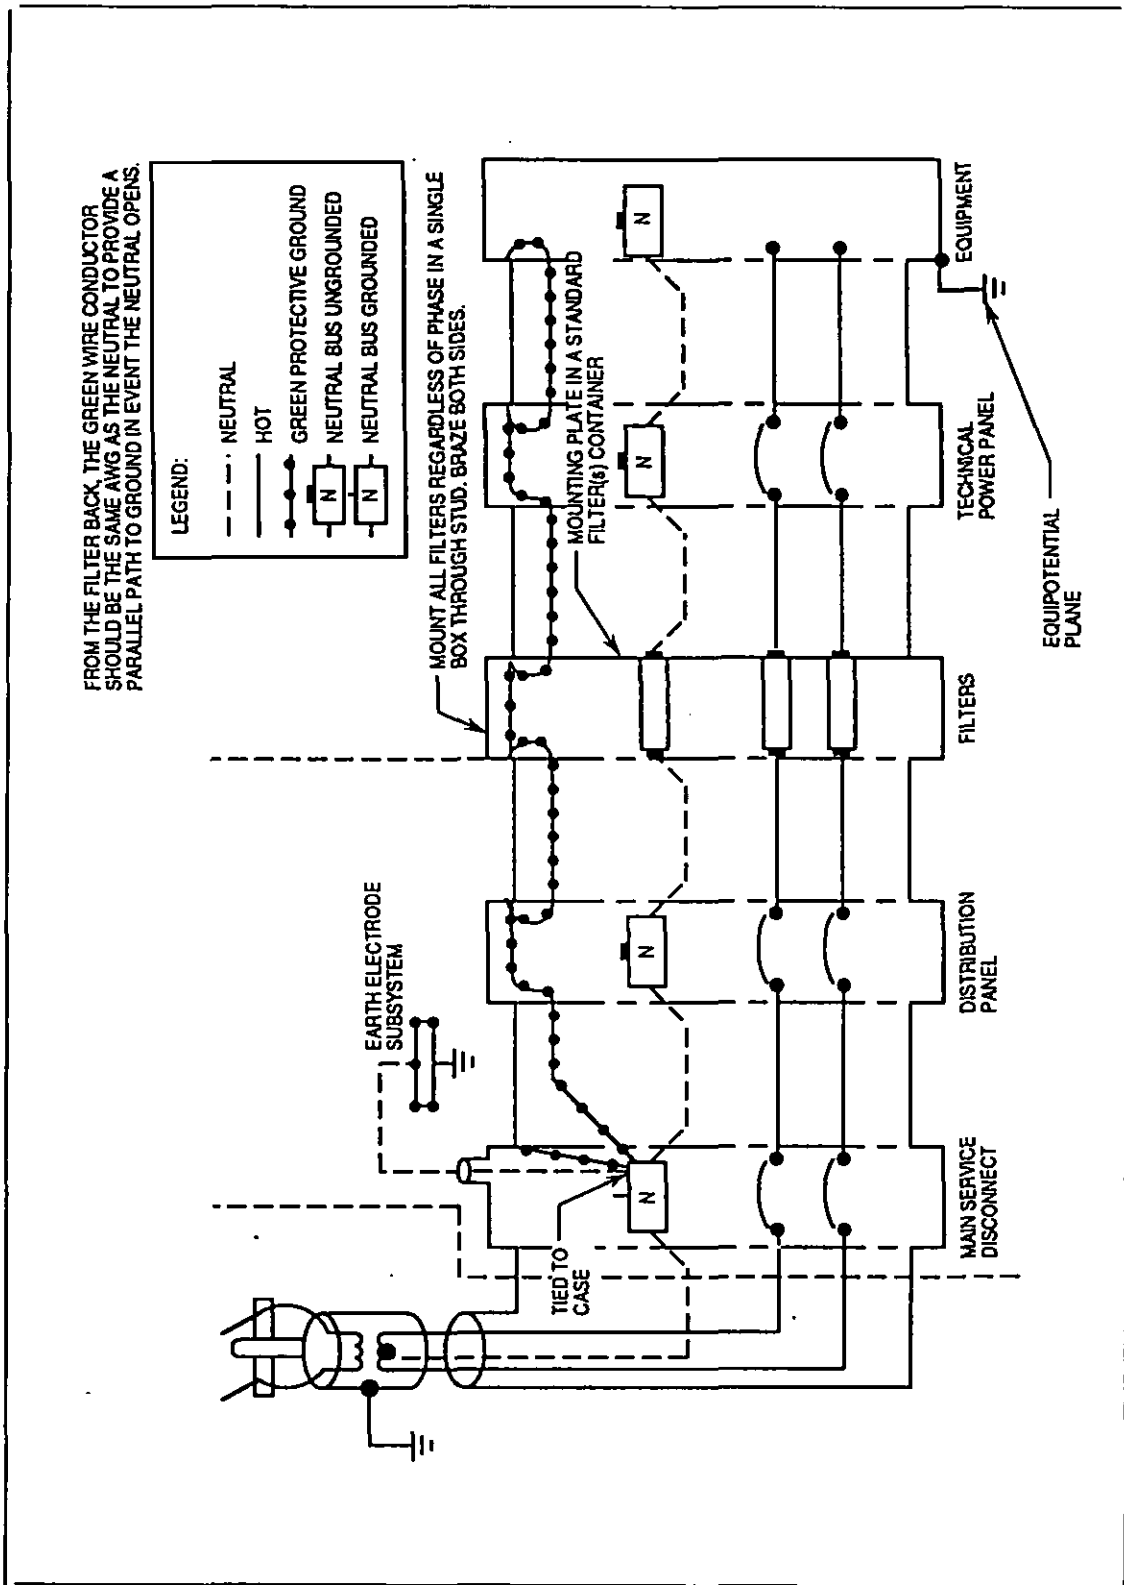 FROM THE FILTER BACK, THE GREEN WIRE CONDUCTOR
SHOULD BE THE SAME AWG AS THE NEUTRAL TO PROVIDE A
PARALLEL PATH TO GROUND IN EVENT THE NEUTRAL OPENS.
LEGEND:
NEUTRAL
HOT
GREEN PROTECTIVE GROUND
N NEUTRAL BUS UNGROUNDED
N NEUTRAL BUS GROUNDED
EARTH ELECTRODE
SUBSYSTEM
MOUNT ALL FILTERS REGARDLESS OF PHASE IN A SINGLE
BOX THROUGH STUD. BRAZE BOTH SIDES.
TIED TO
CASE
MOUNTING PLATE IN A STANDARD
FILTER(s) CONTAINER
N
N
N
N
MAIN SERVICE
DISCONNECT
DISTRIBUTION
PANEL
FILTERS
TECHNICAL
POWER PANEL
EQUIPMENT
EQUIPOTENTIAL
PLANE